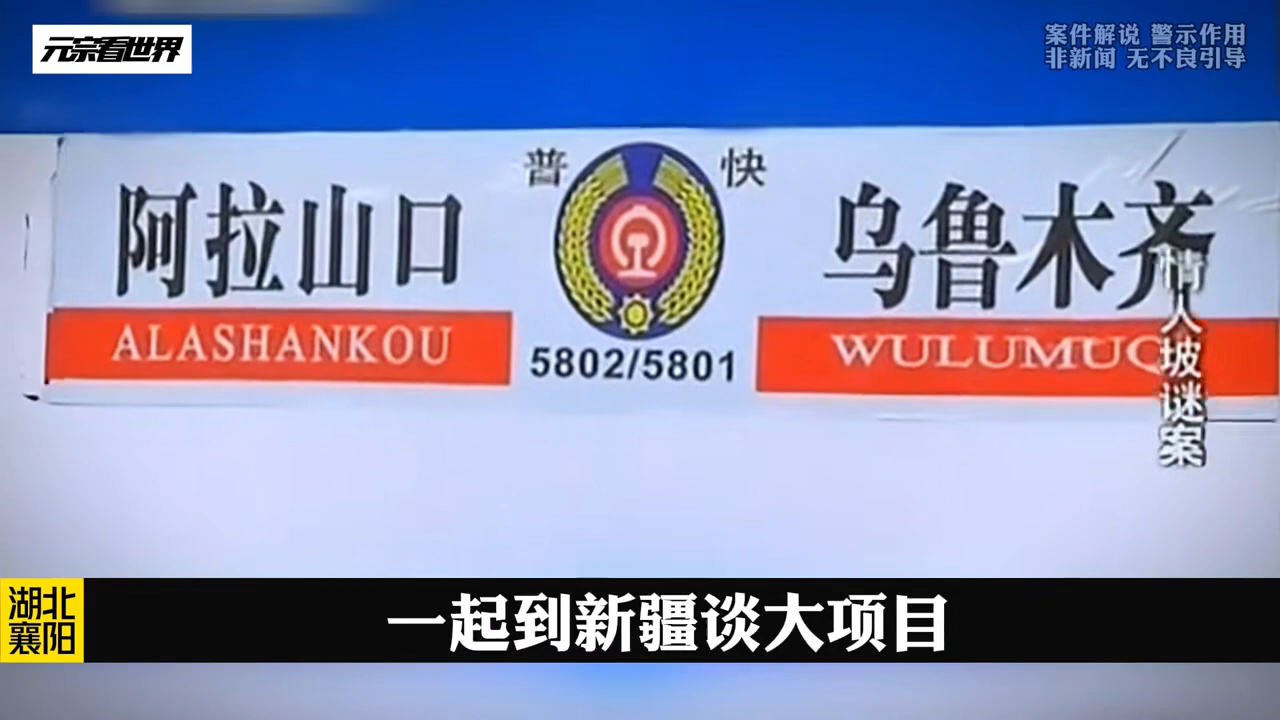 元宗看世界
案件解说 警示作用
非新闻 无不良引导
普 快
阿拉山口
乌鲁木齐
ALASHANKOU
WULUMUQ
5802/5801
情人坡谜案
湖北
襄阳
一起到新疆谈大项目